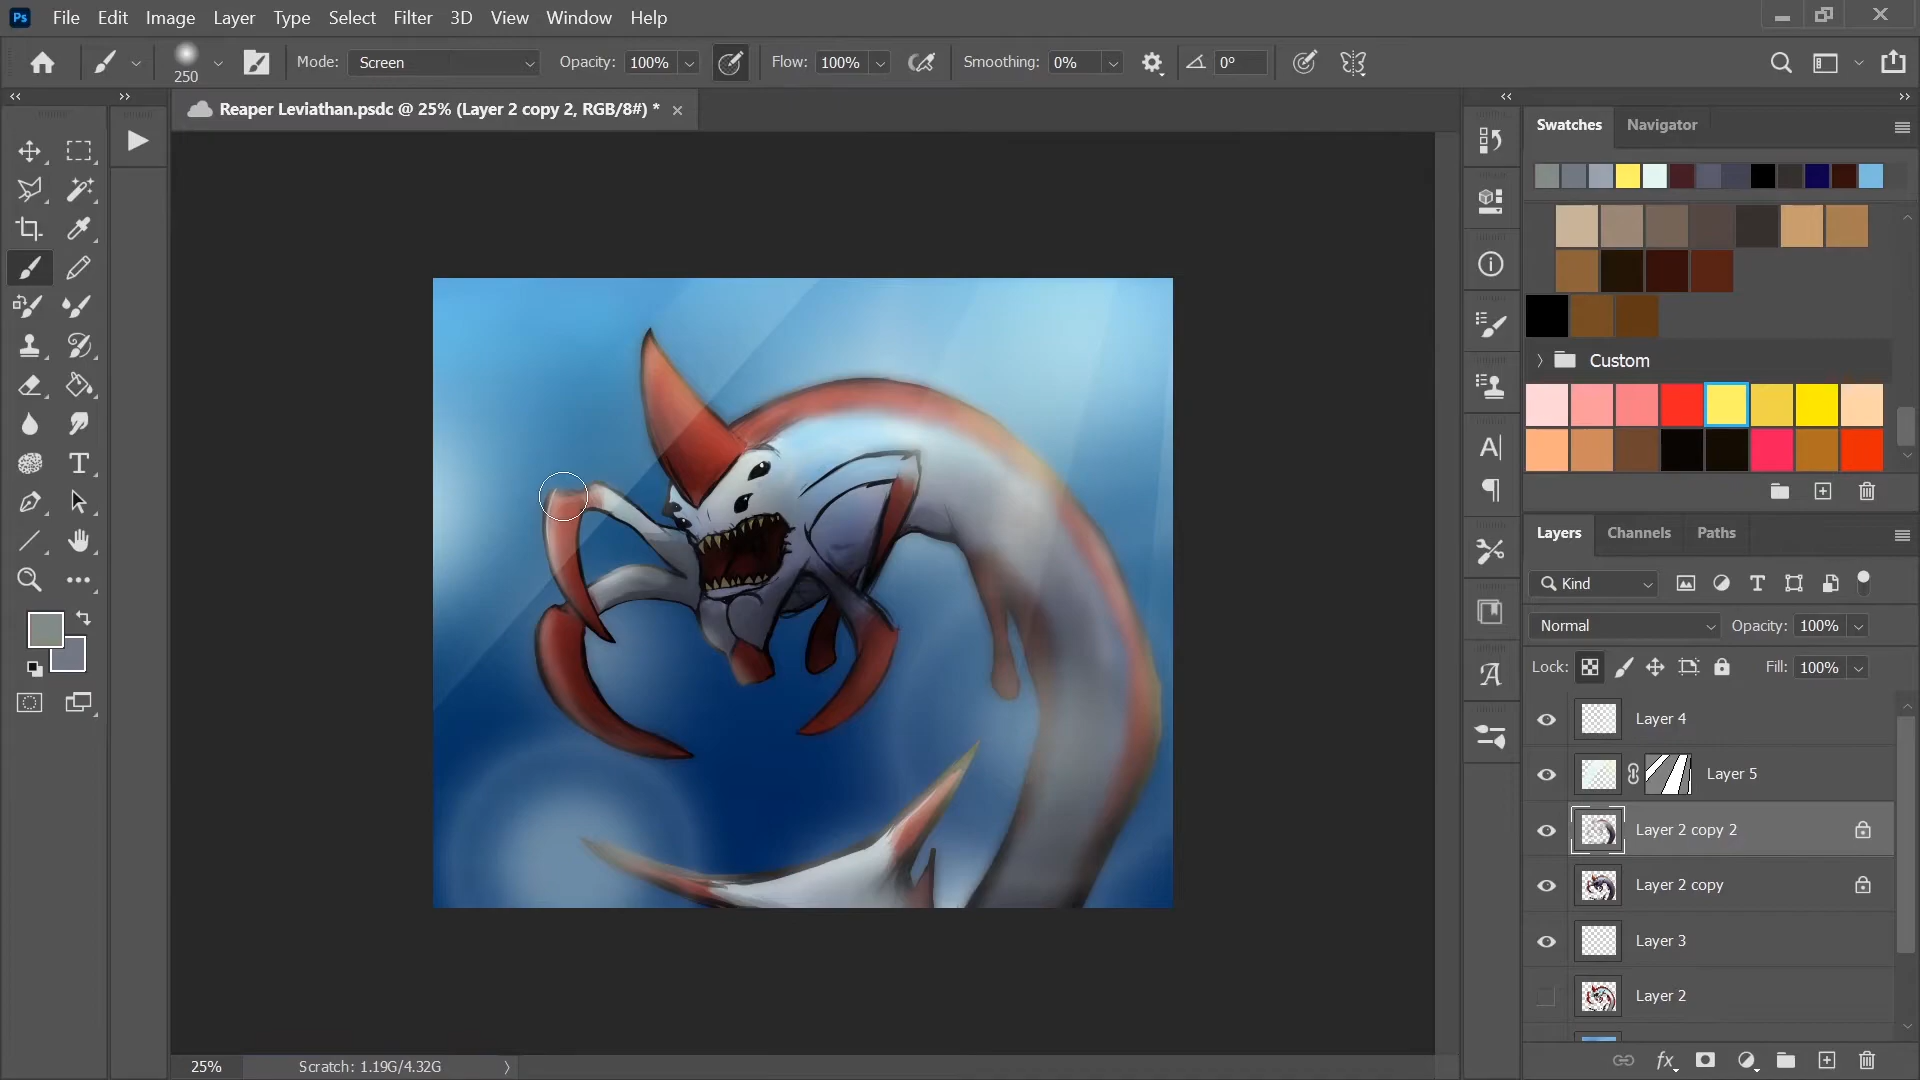 Ps File Edit Image Layer Type Select Filter 3D View Window Help
250 Mode: Screen Opacity: 100% Flow: 100% Smoothing: 0% 0°
Reaper Leviathan.psdc @ 25% (Layer 2 copy 2, RGB/8#) * ×
Swatches Navigator
Custom
Layers Channels Paths
Kind
Normal Opacity: 100%
Lock: Fill: 100%
Layer 4
Layer 5
Layer 2 copy 2
Layer 2 copy
Layer 3
Layer 2
25% Scratch: 1.19G/4.32G